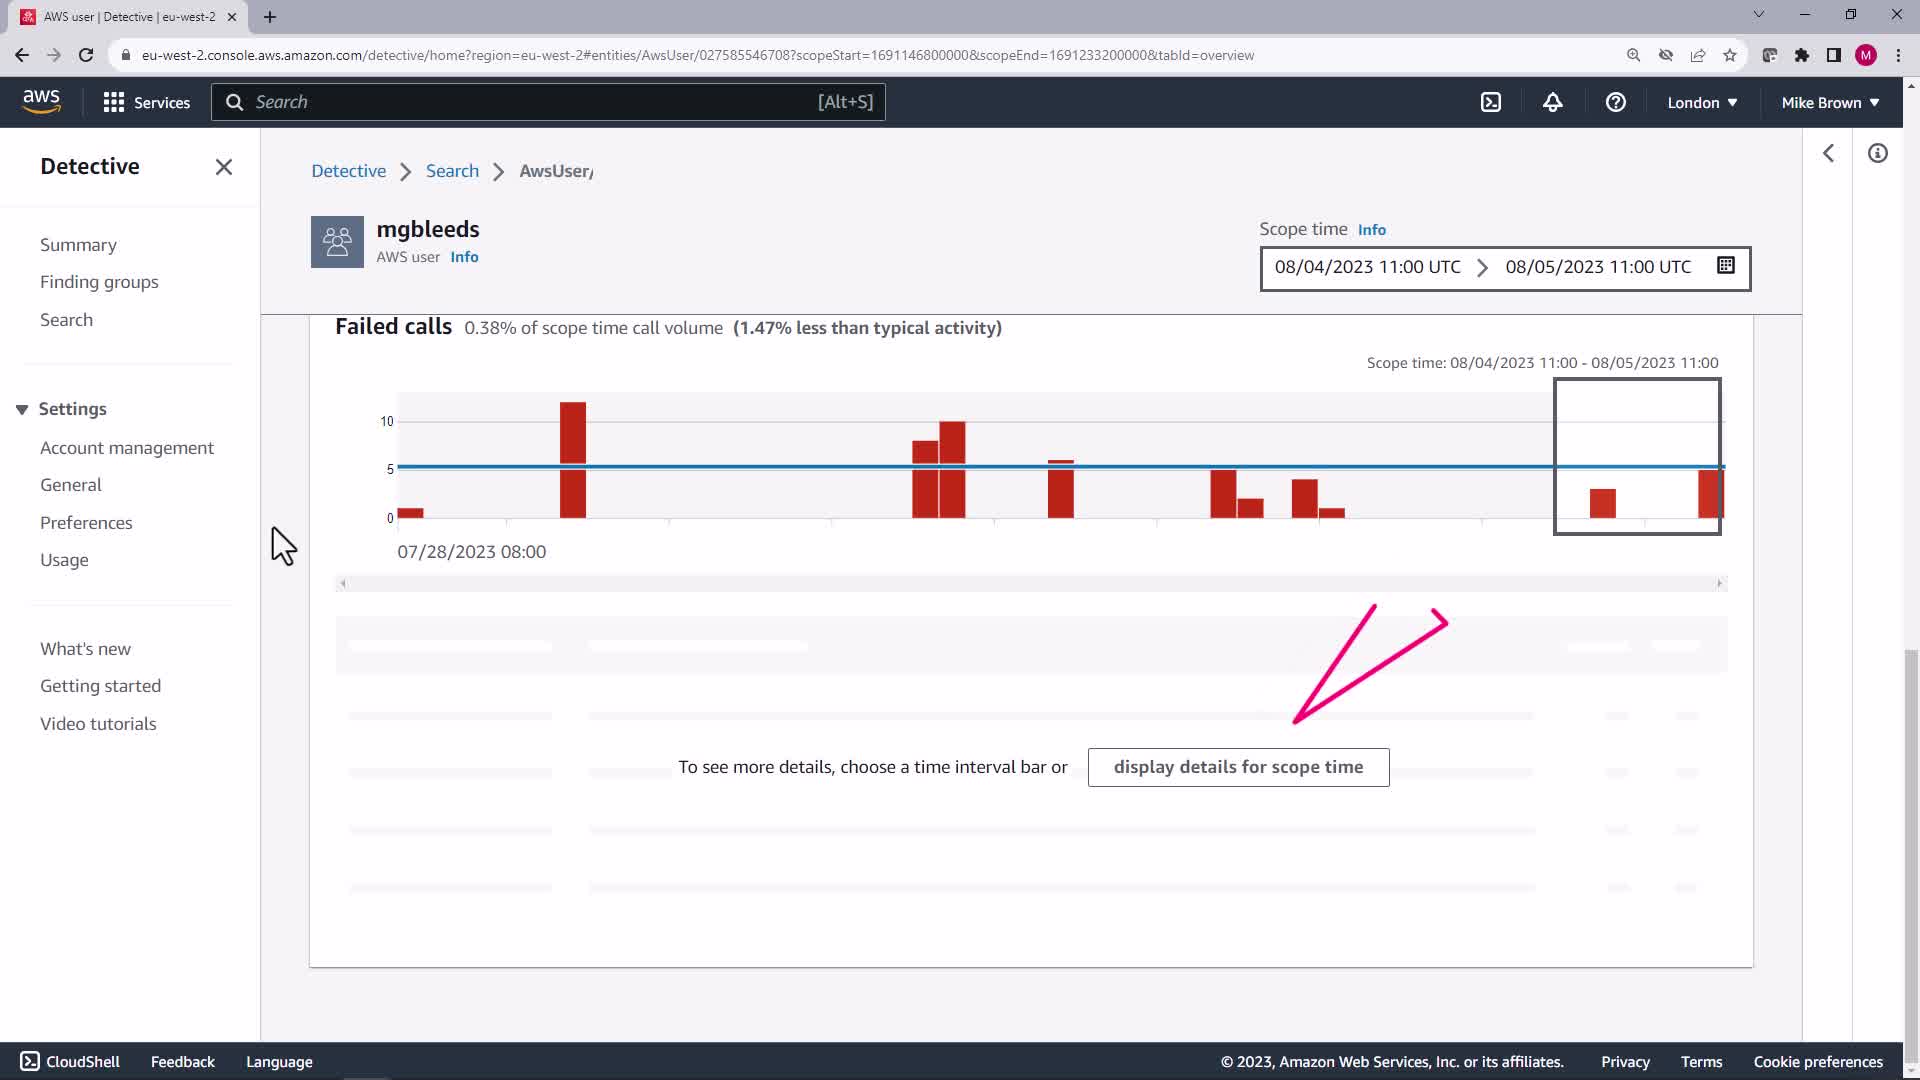 AWS user | Detective | eu-west-2
eu-west-2.console.aws.amazon.com/detective/home?region=eu-west-2#entities/AwsUser/027585546708?scopeStart=1691146800000&scopeEnd=1691233200000&tabId=overview
M
aws
Services
Search
[Alt+S]
London
Mike Brown
Detective
Summary
Finding groups
Search
Settings
Account management
General
Preferences
Usage
What's new
Getting started
Video tutorials
Detective
Search
AwsUser/
mgbleeds
AWS user Info
Scope time Info
08/04/2023 11:00 UTC
08/05/2023 11:00 UTC
Failed calls 0.38% of scope time call volume (1.47% less than typical activity)
Scope time: 08/04/2023 11:00 - 08/05/2023 11:00
10
5
0
07/28/2023 08:00
To see more details, choose a time interval bar or display details for scope time
CloudShell
Feedback
Language
© 2023, Amazon Web Services, Inc. or its affiliates.
Privacy
Terms
Cookie preferences